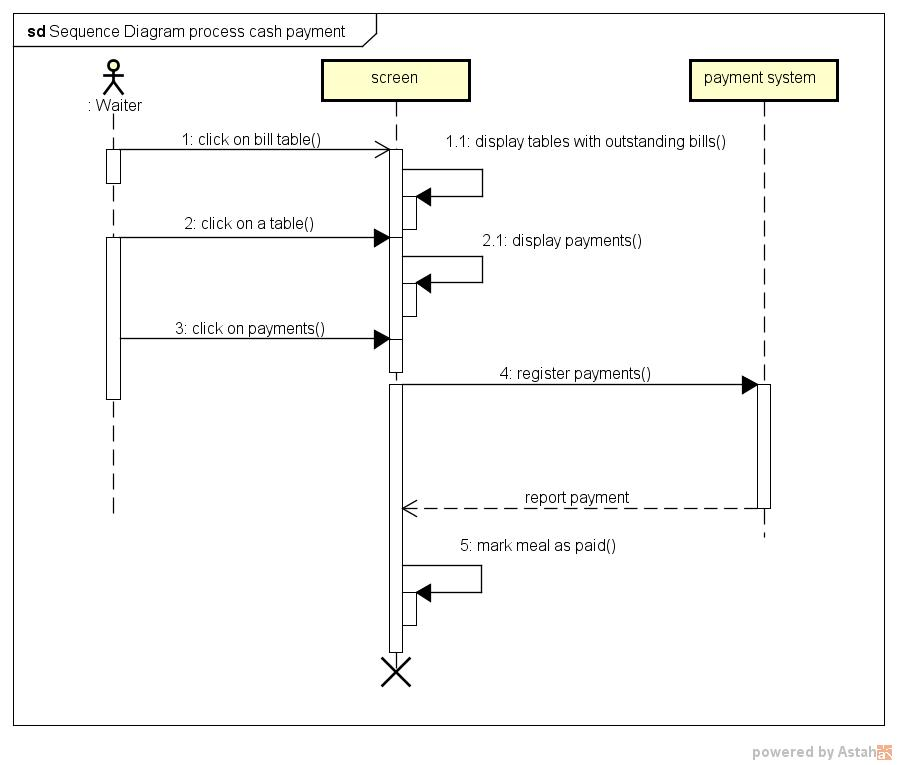 sd Sequence Diagram process cash payment
screen
payment system
: Waiter
1: click on bill table()
1.1: display tables with outstanding bills()
2: click on a table()
2.1: display payments()
3: click on payments()
4: register payments()
report payment
5: mark meal as paid()
powered by Astah